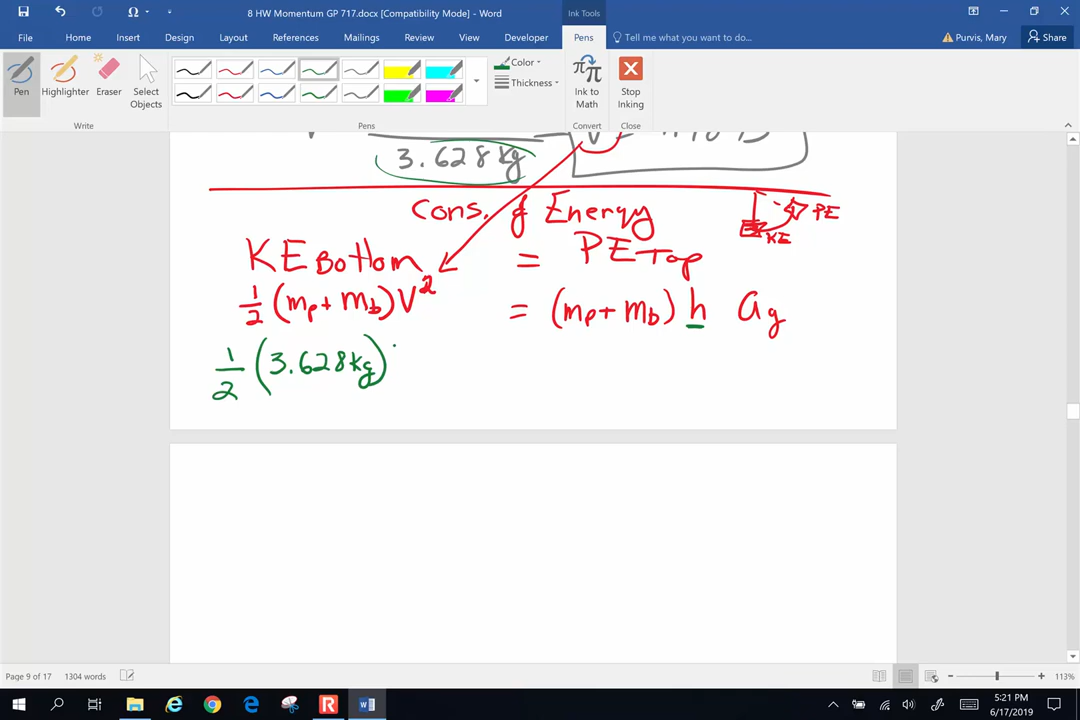 8 HW Momentum GP 717.docx [Compatibility Mode] - Word
Ink Tools
File Home Insert Design Layout References Mailings Review View Developer Pens Tell me what you want to do... Purvis, Mary Share
Pen Highlighter Eraser Select Objects
Color
Thickness
Ink to Math
Stop Inking
Write Pens Convert Close
3.628 kg
Cons. of Energy
PE
KE
KE Bottom = PE Top
1/2 (mp + mb) V² = (mp + mb) h ag
1/2 (3.628 kg)
Page 9 of 17 1304 words 113%
5:21 PM
6/17/2019